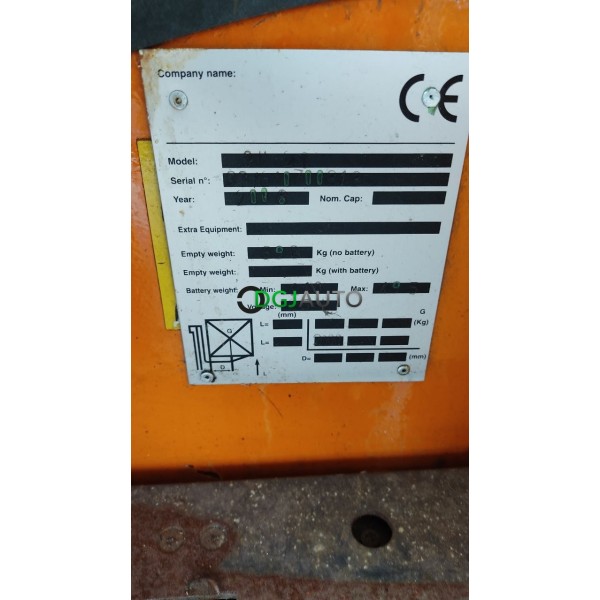 Company name:
CE
Model:
Serial n°:
Year: Nom. Cap:
Extra Equipment:
Empty weight: Kg (no battery)
Empty weight: Kg (with battery)
Battery weight: Min: Max:
DGJAUTO
Voltage:
(mm) G
L= (Kg)
L=
D= (mm)
G
D
L